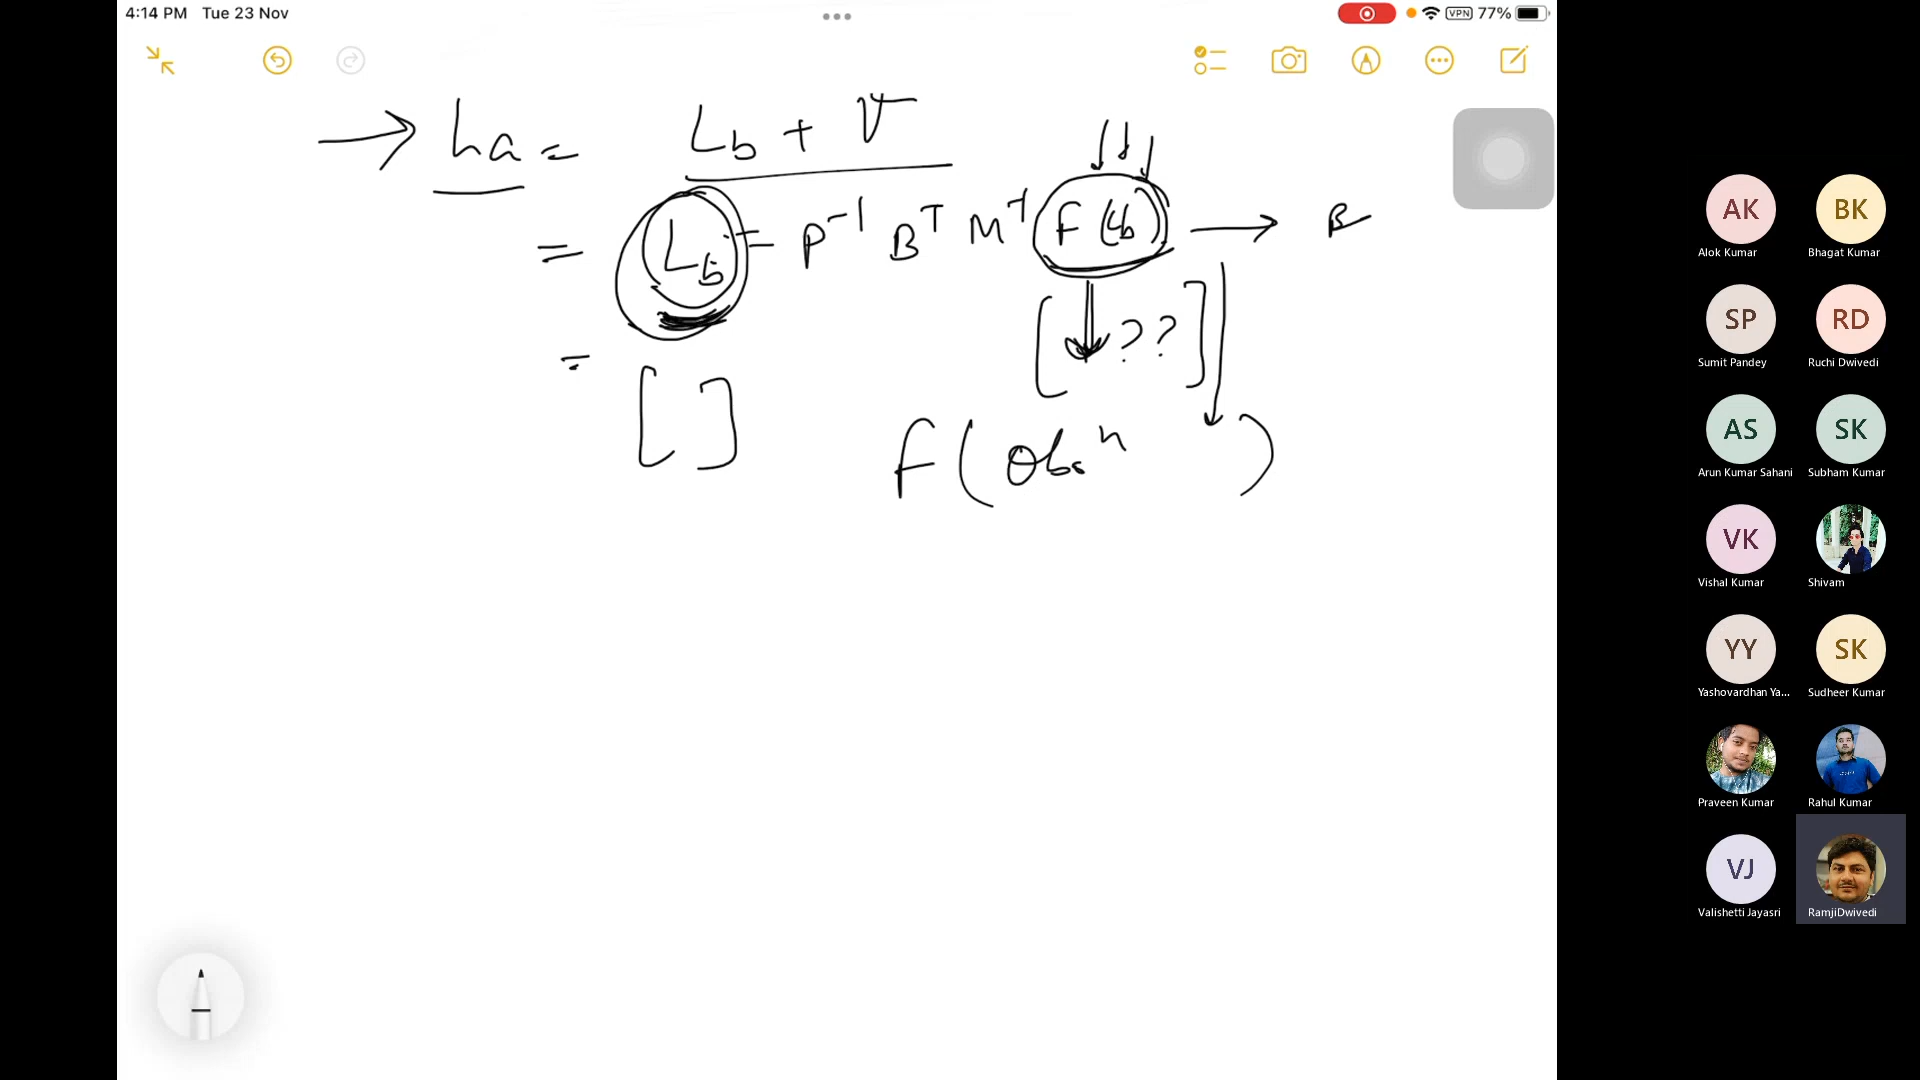 4:14 PM Tue 23 Nov
VPN 77%
→ La = Lb + V
= Lb - P⁻¹ Bᵀ M⁻¹ F(Lb) → B
[ ↓ ?? ]
= [ ]
F(Obsⁿ )
AK
Alok Kumar
BK
Bhagat Kumar
SP
Sumit Pandey
RD
Ruchi Dwivedi
AS
Arun Kumar Sahani
SK
Subham Kumar
VK
Vishal Kumar
Shivam
YY
Yashovardhan Ya...
SK
Sudheer Kumar
Praveen Kumar
Rahul Kumar
VJ
Valishetti Jayasri
RamjiDwivedi